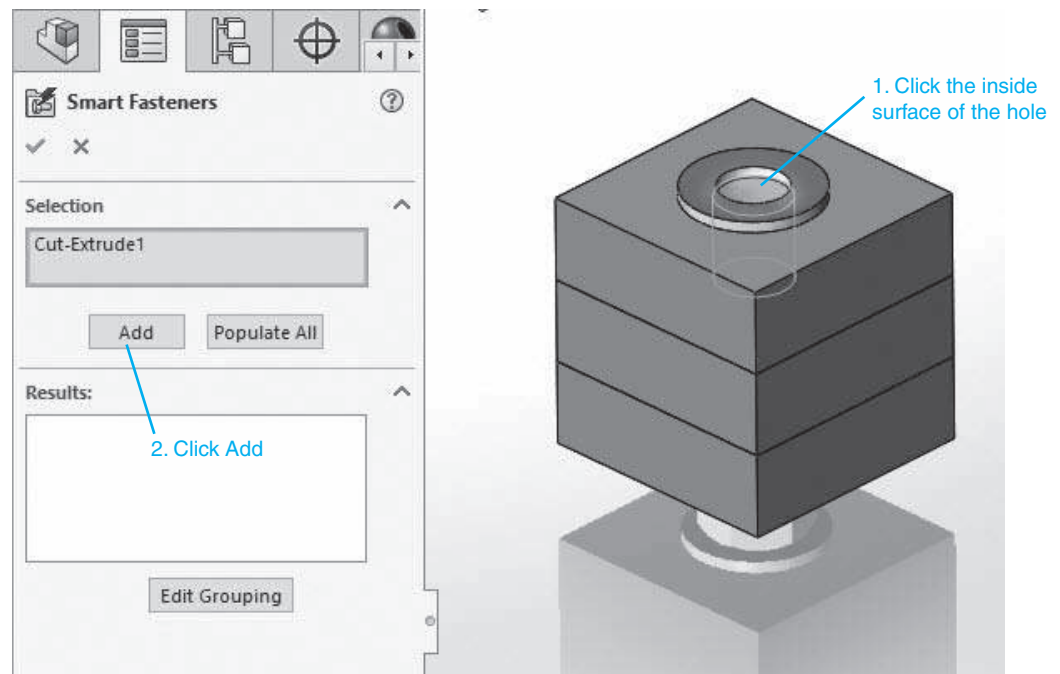 Smart Fasteners
Selection
Cut-Extrude1
Add
Populate All
Results:
Edit Grouping
1. Click the inside
surface of the hole
2. Click Add